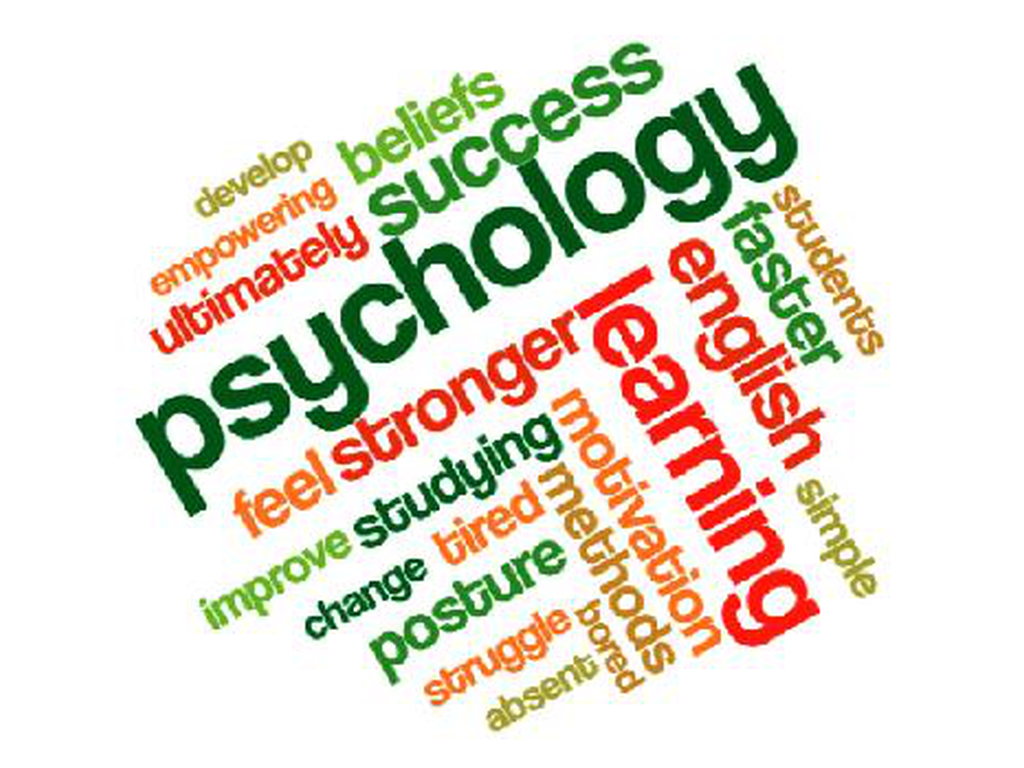 develop
beliefs
success
empowering
ultimately
psychology
students
faster
english
learning
feel
stronger
motivation
studying
improve
tired
methods
simple
change
posture
struggle
bored
absent